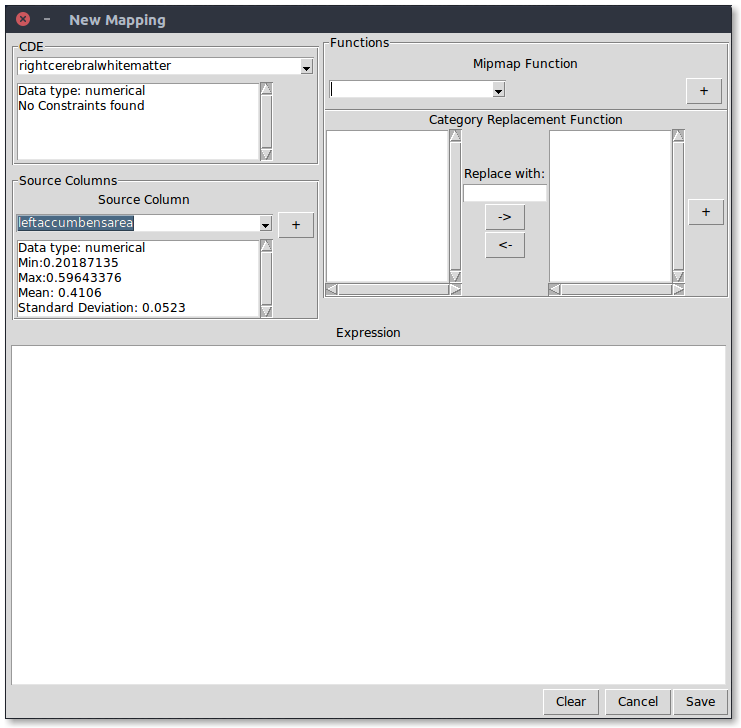 New Mapping
CDE
rightcerebralwhitematter
Data type: numerical
No Constraints found
Source Columns
Source Column
leftaccumbensarea
+
Data type: numerical
Min:0.20187135
Max:0.59643376
Mean: 0.4106
Standard Deviation: 0.0523
Functions
Mipmap Function
+
Category Replacement Function
Replace with:
->
<-
+
Expression
Clear
Cancel
Save